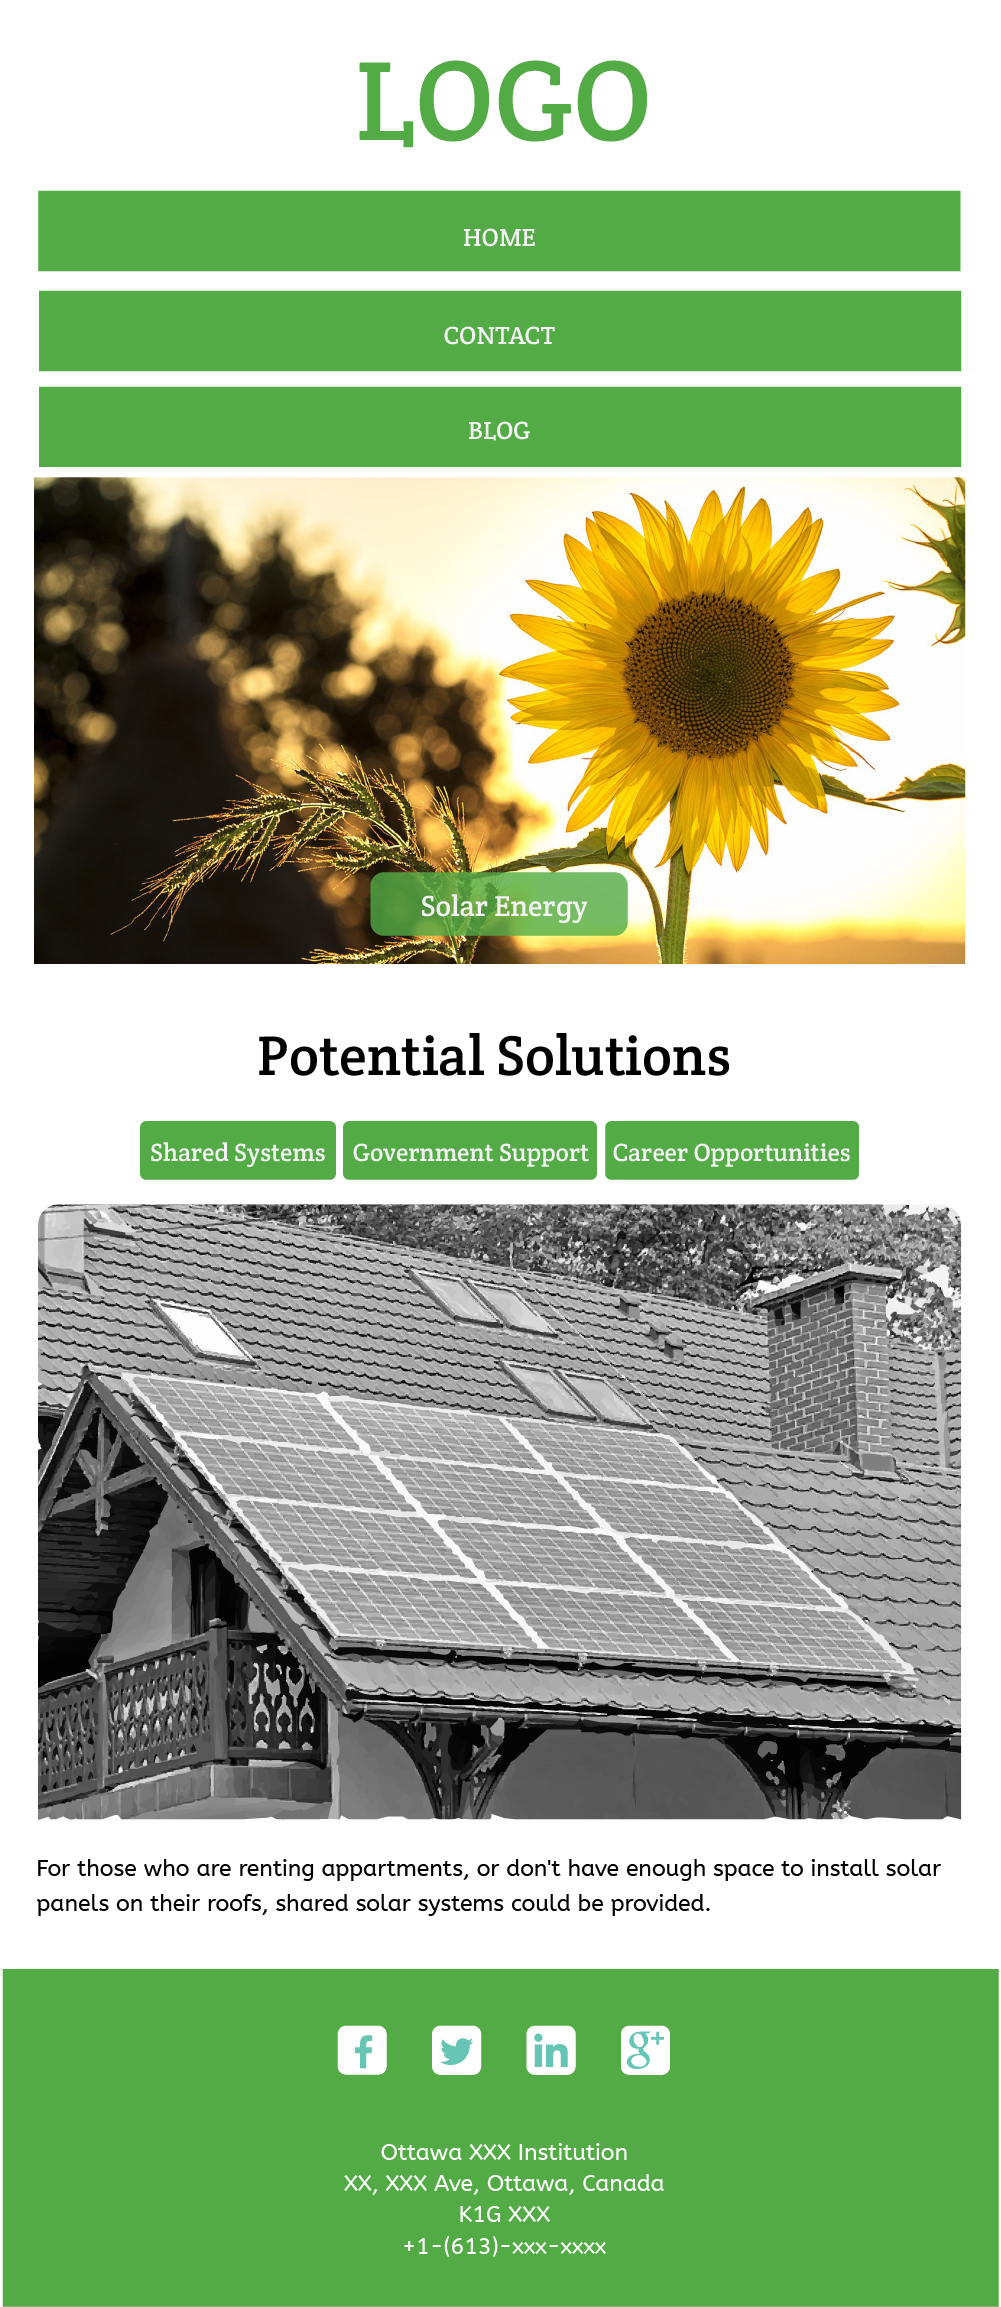 LOGO
HOME
CONTACT
BLOG
Solar Energy
Potential Solutions
Shared Systems
Government Support
Career Opportunities
For those who are renting appartments, or don't have enough space to install solar
panels on their roofs, shared solar systems could be provided.
f
in
g+
Ottawa XXX Institution
XX, XXX Ave, Ottawa, Canada
K1G XXX
+1-(613)-xxx-xxxx